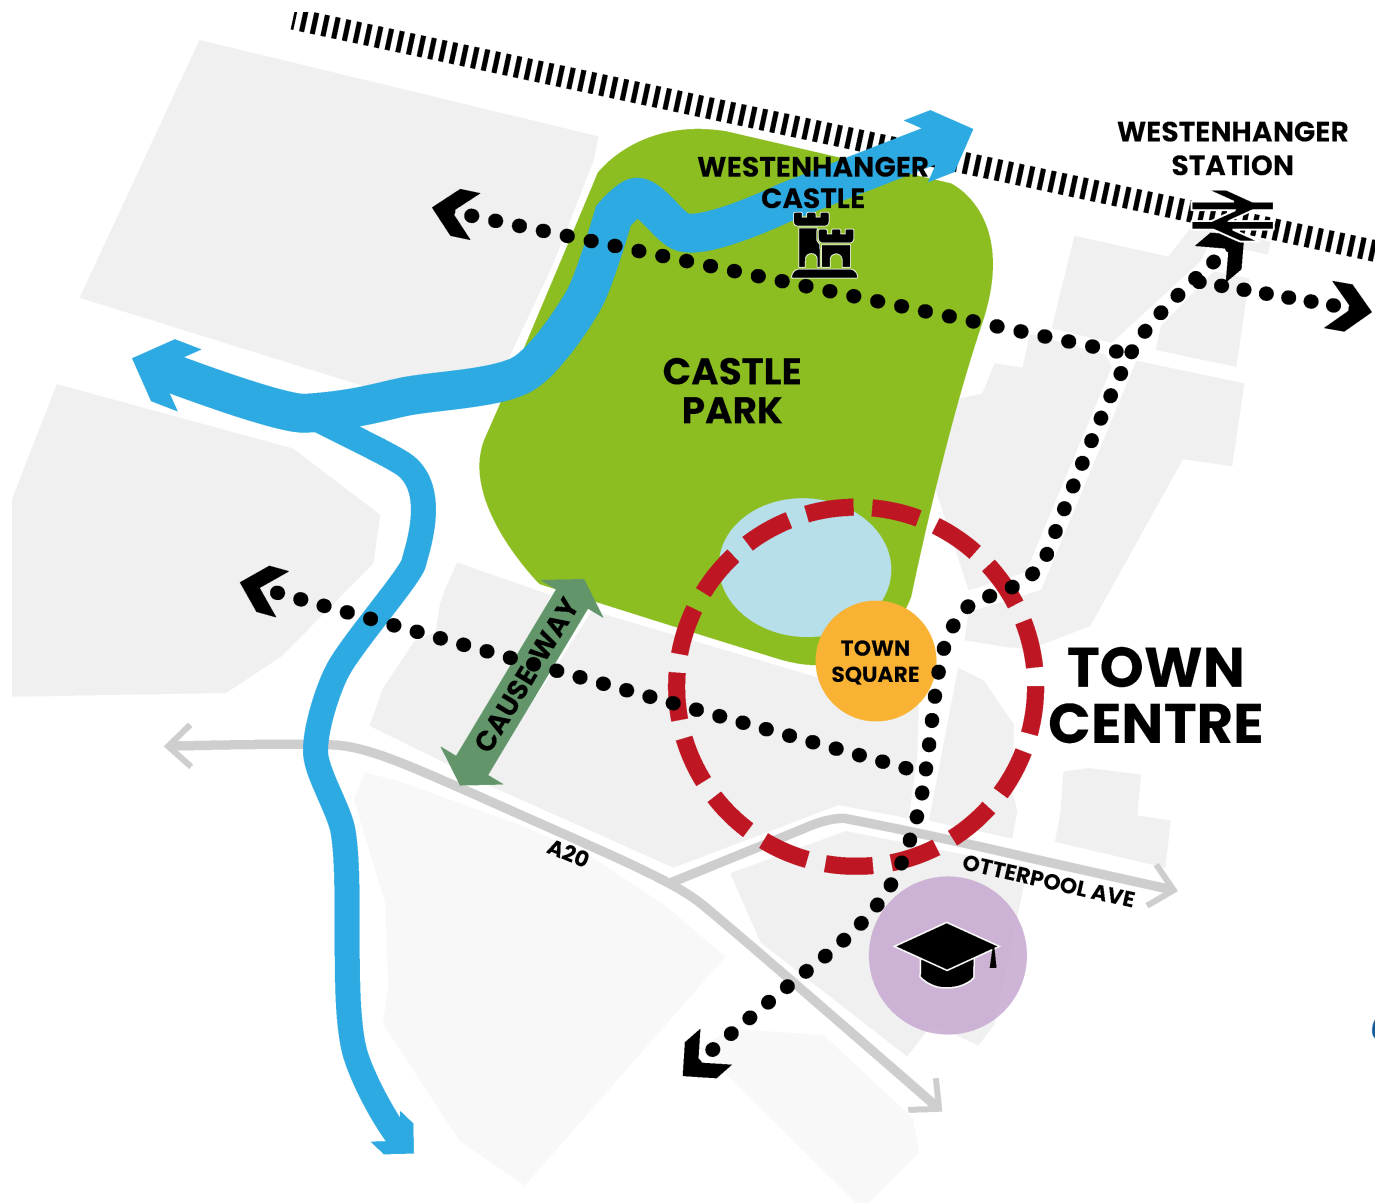 WESTENHANGER
STATION
WESTENHANGER
CASTLE
CASTLE
PARK
CAUSEWAY
TOWN
SQUARE
TOWN
CENTRE
A20
OTTERPOOL AVE